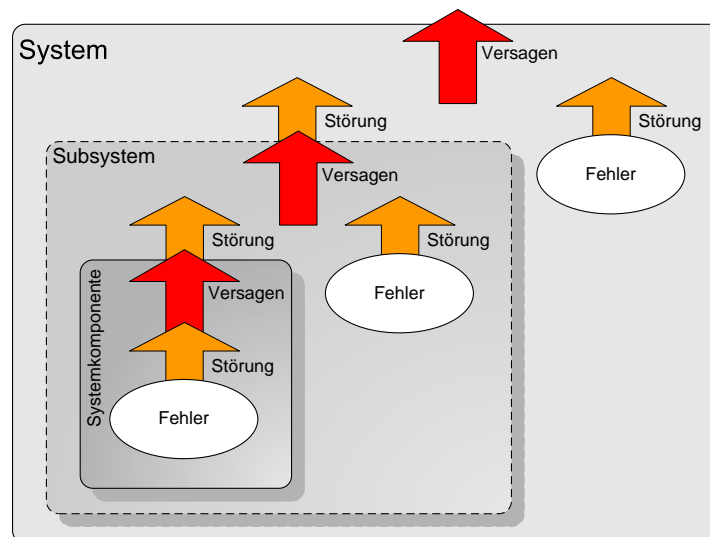 System
Versagen
Störung
Störung
Subsystem
Versagen
Fehler
Störung
Störung
Systemkomponente
Versagen
Fehler
Störung
Fehler